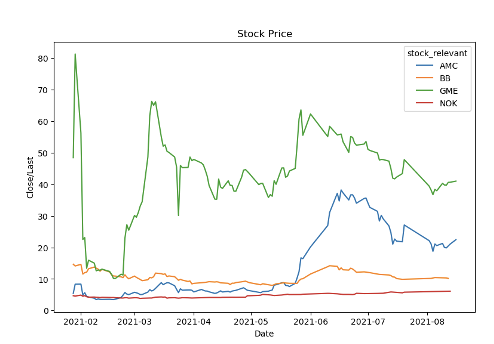 Stock Price
stock_relevant
AMC
BB
GME
NOK
Close/Last
80
70
60
50
40
30
20
10
0
2021-02 2021-03 2021-04 2021-05 2021-06 2021-07 2021-08
Date